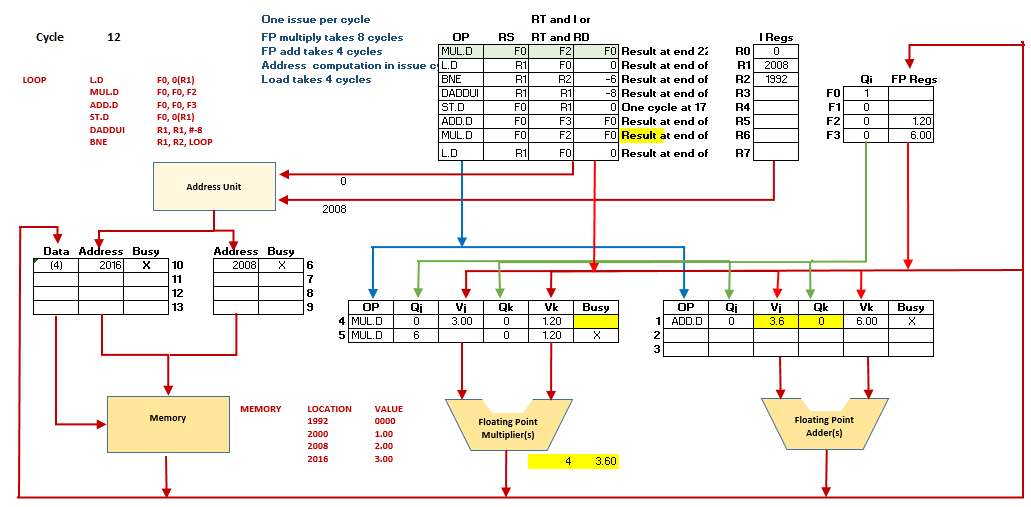 Cycle 12
One issue per cycle
FP multiply takes 8 cycles
FP add takes 4 cycles
Address computation in issue cy
Load takes 4 cycles
RT and I or
OP RS RT and RD
MUL.D F0 F2 F0 Result at end 22
L.D R1 F0 0 Result at end of
BNE R1 R2 -6 Result at end of
DADDUI R1 R1 -8 Result at end of
ST.D F0 R1 0 One cycle at 17
ADD.D F0 F3 F0 Result at end of
MUL.D F0 F2 F0 Result at end of
L.D R1 F0 0 Result at end of
I Regs
R0 0
R1 2008
R2 1992
R3
R4
R5
R6
R7
Qi FP Regs
F0 1
F1 0
F2 0 1.20
F3 0 6.00
LOOP L.D F0, 0(R1)
MUL.D F0, F0, F2
ADD.D F0, F0, F3
ST.D F0, 0(R1)
DADDUI R1, R1, #-8
BNE R1, R2, LOOP
Address Unit
0
2008
Data Address Busy
(4) 2016 X 10
11
12
13
Address Busy
2008 X 6
7
8
9
OP Qj Vj Qk Vk Busy
4 MUL.D 0 3.00 0 1.20
5 MUL.D 6 0 1.20 X
OP Qj Vj Qk Vk Busy
1 ADD.D 0 3.6 0 6.00 X
2
3
Memory
MEMORY LOCATION VALUE
1992 0000
2000 1.00
2008 2.00
2016 3.00
Floating Point
Multiplier(s)
4 3.60
Floating Point
Adder(s)